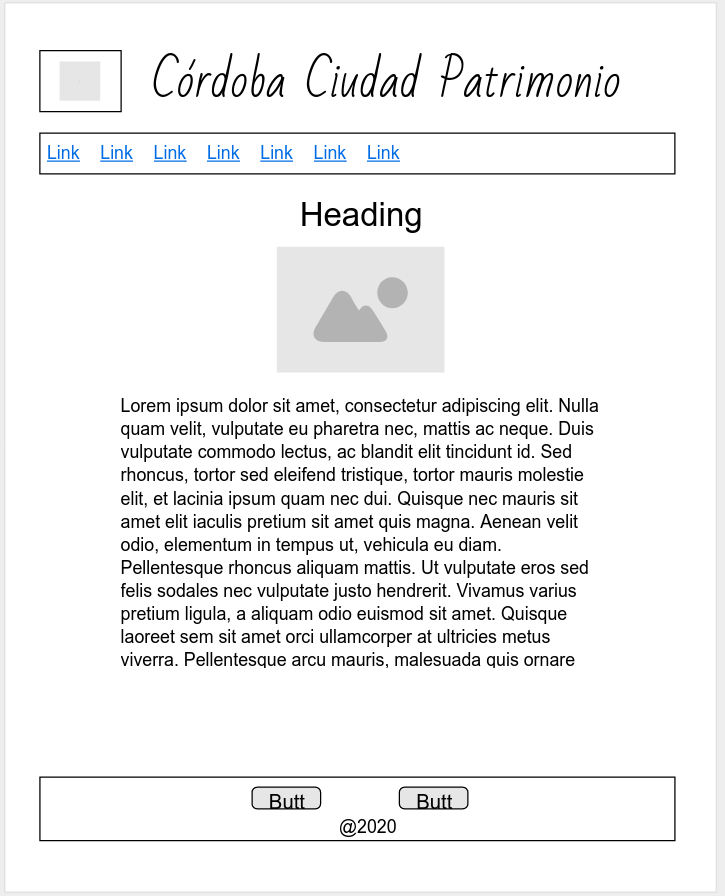 Córdoba Ciudad Patrimonio
Link Link Link Link Link Link Link
Heading
Lorem ipsum dolor sit amet, consectetur adipiscing elit. Nulla
quam velit, vulputate eu pharetra nec, mattis ac neque. Duis
vulputate commodo lectus, ac blandit elit tincidunt id. Sed
rhoncus, tortor sed eleifend tristique, tortor mauris molestie
elit, et lacinia ipsum quam nec dui. Quisque nec mauris sit
amet elit iaculis pretium sit amet quis magna. Aenean velit
odio, elementum in tempus ut, vehicula eu diam.
Pellentesque rhoncus aliquam mattis. Ut vulputate eros sed
felis sodales nec vulputate justo hendrerit. Vivamus varius
pretium ligula, a aliquam odio euismod sit amet. Quisque
laoreet sem sit amet orci ullamcorper at ultricies metus
viverra. Pellentesque arcu mauris, malesuada quis ornare
Butt Butt
@2020